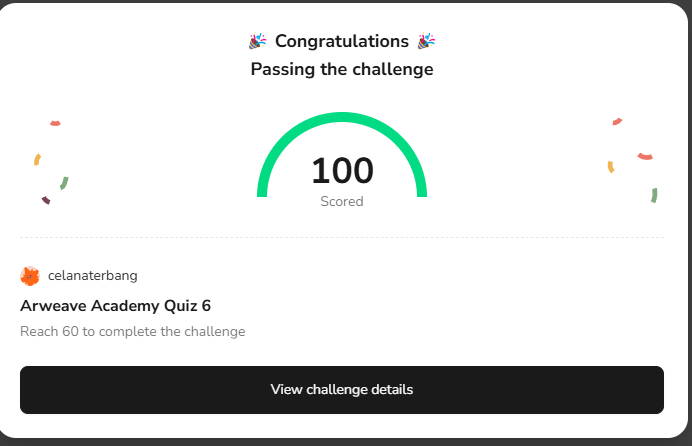 🎉 Congratulations 🎉
Passing the challenge
100
Scored
celanaterbang
Arweave Academy Quiz 6
Reach 60 to complete the challenge
View challenge details